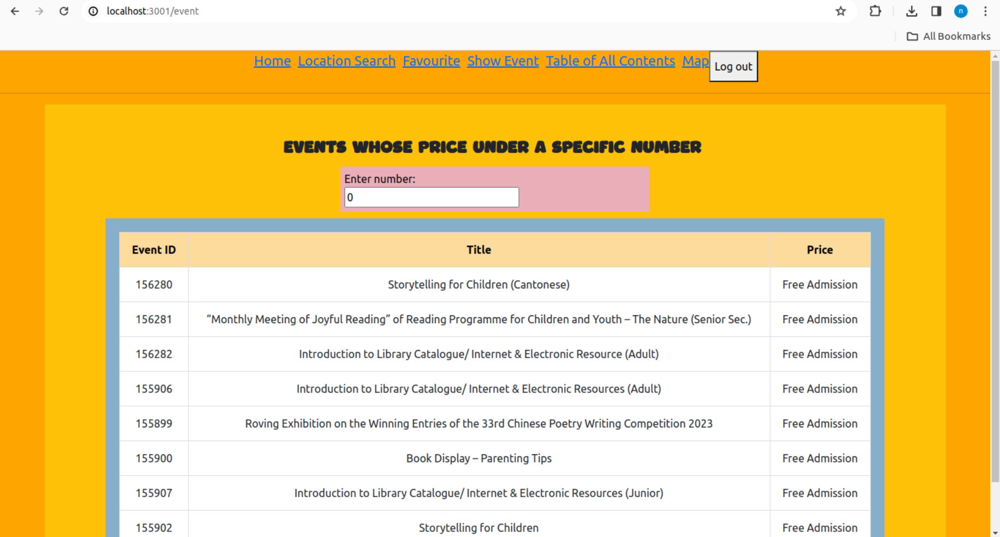 localhost:3001/event
n
All Bookmarks
Home Location Search Favourite Show Event Table of All Contents Map Log out
EVENTS WHOSE PRICE UNDER A SPECIFIC NUMBER
Enter number:
0
Event ID Title Price
156280 Storytelling for Children (Cantonese) Free Admission
156281 “Monthly Meeting of Joyful Reading” of Reading Programme for Children and Youth – The Nature (Senior Sec.) Free Admission
156282 Introduction to Library Catalogue/ Internet & Electronic Resource (Adult) Free Admission
155906 Introduction to Library Catalogue/ Internet & Electronic Resources (Adult) Free Admission
155899 Roving Exhibition on the Winning Entries of the 33rd Chinese Poetry Writing Competition 2023 Free Admission
155900 Book Display – Parenting Tips Free Admission
155907 Introduction to Library Catalogue/ Internet & Electronic Resources (Junior) Free Admission
155902 Storytelling for Children Free Admission